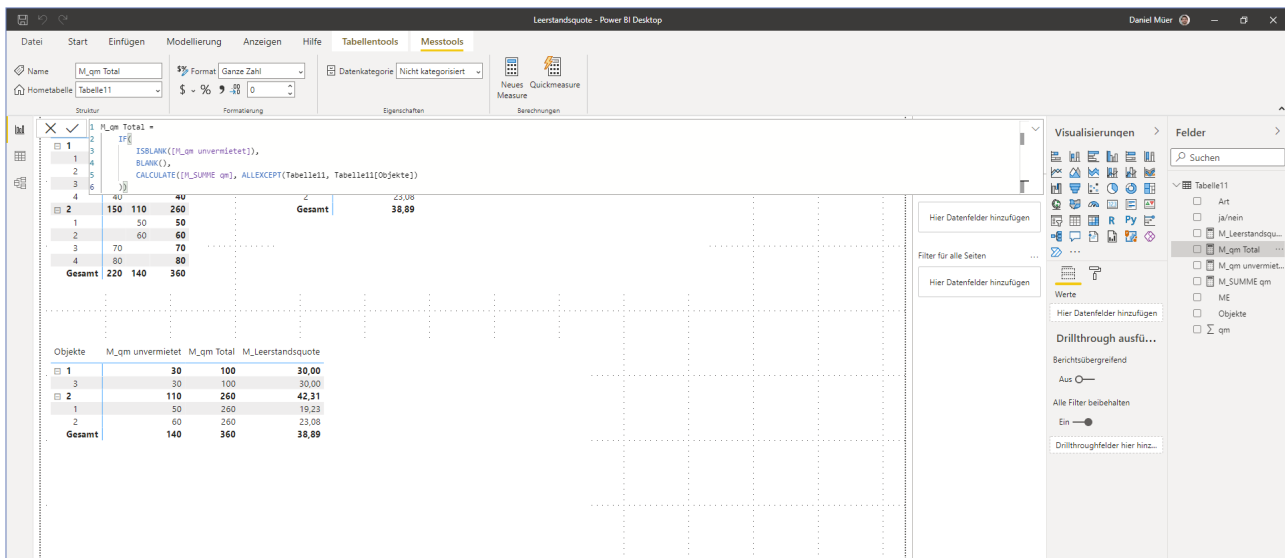 Leerstandsquote - Power BI Desktop
Daniel Müer
Datei Start Einfügen Modellierung Anzeigen Hilfe Tabellentools Messtools
Name M_qm Total
Hometabelle Tabelle11
Struktur
$% Format Ganze Zahl
$ % 0
Formatierung
Datenkategorie Nicht kategorisiert
Eigenschaften
Neues Measure
Quickmeasure
Berechnungen
1 M_qm Total =
2 IF(
3 ISBLANK([M_qm unvermietet]),
4 BLANK(),
5 CALCULATE([M_SUMME qm], ALLEXCEPT(Tabelle11, Tabelle11[Objekte])
6 ))
1
1
2
3
4 40 40
2 150 110 260
1 50 50
2 60 60
3 70 70
4 80 80
Gesamt 220 140 360
2 23,08
Gesamt 38,89
Objekte M_qm unvermietet M_qm Total M_Leerstandsquote
1 30 100 30,00
3 30 100 30,00
2 110 260 42,31
1 50 260 19,23
2 60 260 23,08
Gesamt 140 360 38,89
Hier Datenfelder hinzufügen
Filter für alle Seiten ...
Hier Datenfelder hinzufügen
Visualisierungen
R Py
...
Werte
Hier Datenfelder hinzufügen
Drillthrough ausfü...
Berichtsübergreifend
Aus
Alle Filter beibehalten
Ein
Drillthroughfelder hier hinz...
Felder
Suchen
Tabelle11
Art
ja/nein
M_Leerstandsqu...
M_qm Total ...
M_qm unvermiet...
M_SUMME qm
ME
Objekte
∑ qm